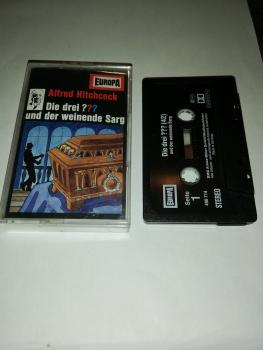 EUROPA
Alfred Hitchcock
Die drei ???
und der weinende Sarg
Die drei ??? (42)
und der weinende Sarg
EUROPA
Seite
1
STEREO